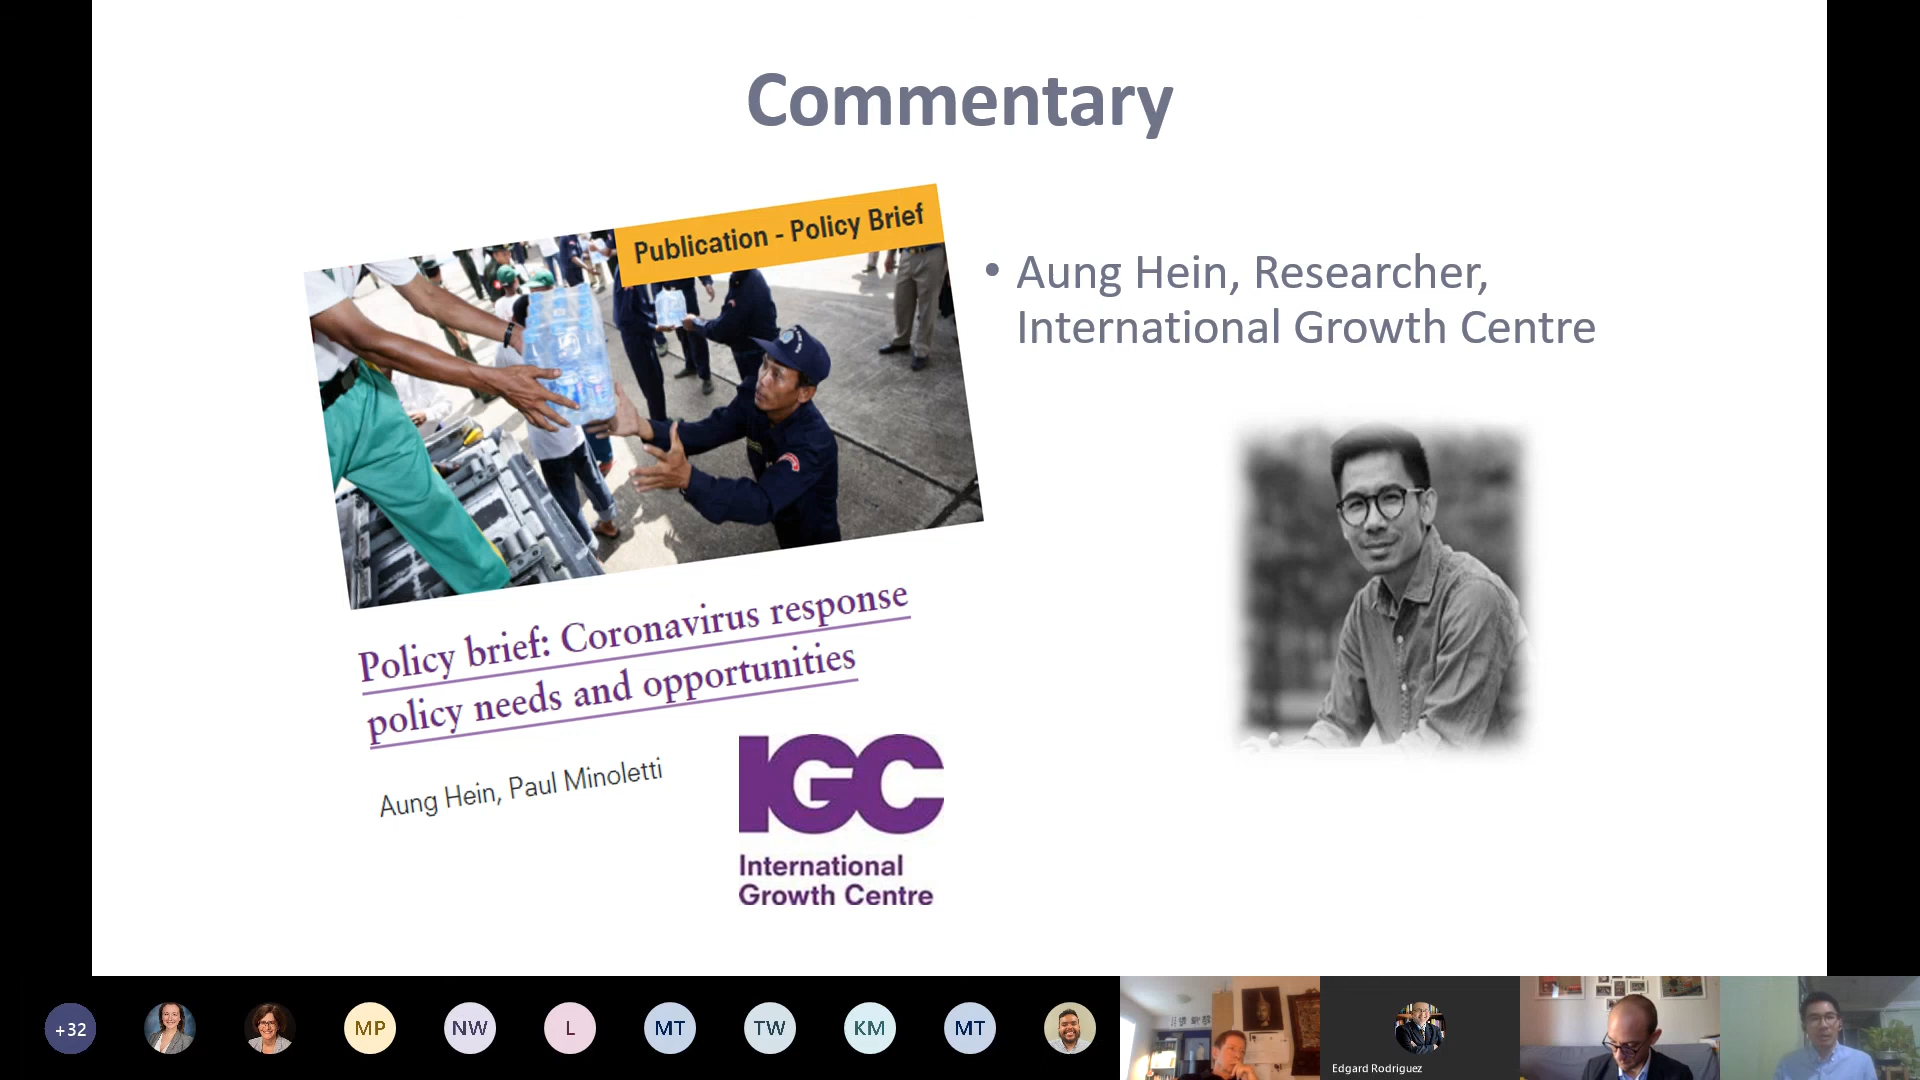 Commentary
Publication - Policy Brief
• Aung Hein, Researcher,
International Growth Centre
Policy brief: Coronavirus response
policy needs and opportunities
Aung Hein, Paul Minoletti
IGC
International
Growth Centre
+32
MP
NW
L
MT
TW
KM
MT
Edgard Rodriguez